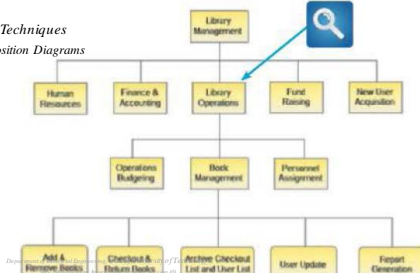 Techniques
osition Diagrams
Library
Management
Human
Resources
Finance &
Accounting
Library
Operations
Fund
Raising
New User
Acquisition
Operations
Budgeting
Book
Management
Personnel
Assignment
Add &
Remove Books
Checkout &
Return Books
Archive Checkout
List and User List
User Update
Report
Generation